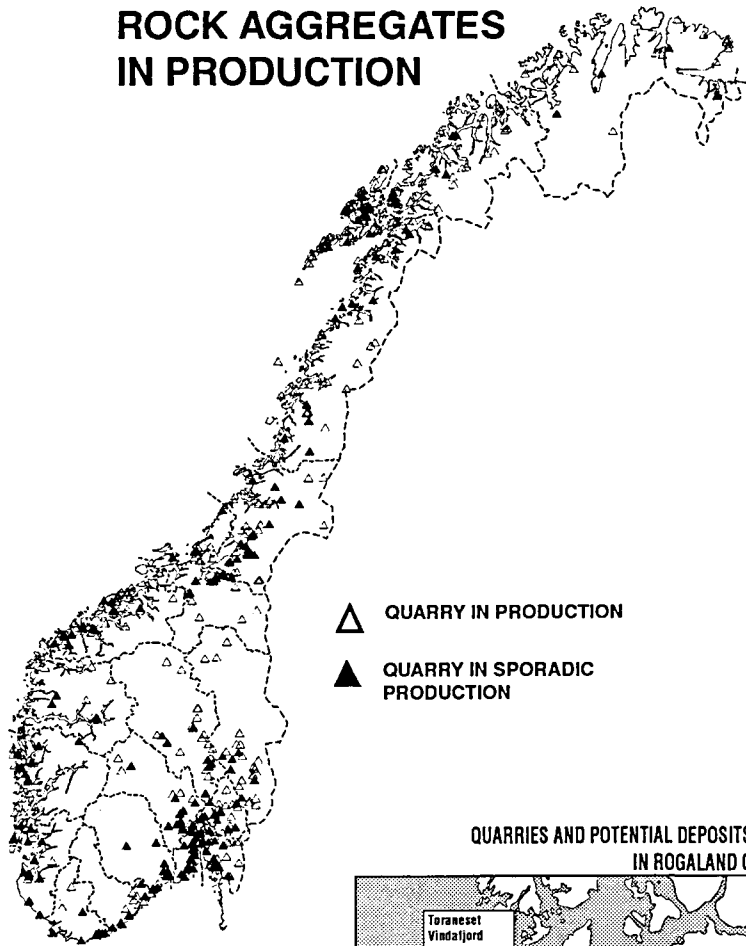 ROCK AGGREGATES
IN PRODUCTION
QUARRY IN PRODUCTION
QUARRY IN SPORADIC
PRODUCTION
QUARRIES AND POTENTIAL DEPOSITS
IN ROGALAND
Toraneset
Vindafjord